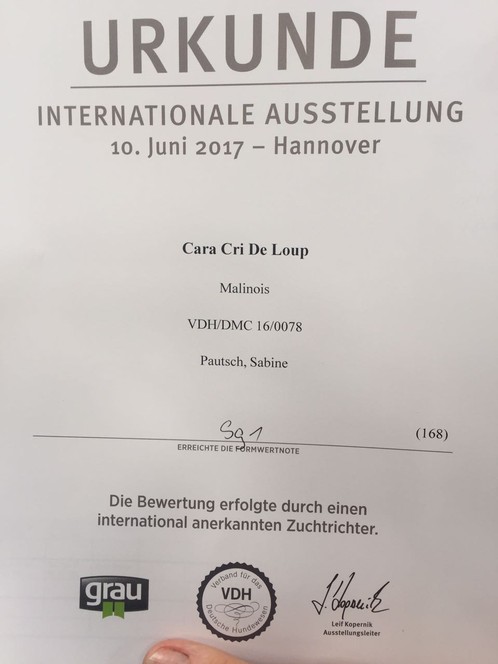 URKUNDE
INTERNATIONALE AUSSTELLUNG
10. Juni 2017 – Hannover
Cara Cri De Loup
Malinois
VDH/DMC 16/0078
Pautsch, Sabine
Sg 1
(168)
ERREICHTE DIE FORMWERTNOTE
Die Bewertung erfolgte durch einen
international anerkannten Zuchtrichter.
grau
Verband für das
VDH
Deutsche Hundewesen
L. Kopernik
Leif Kopernik
Ausstellungsleiter